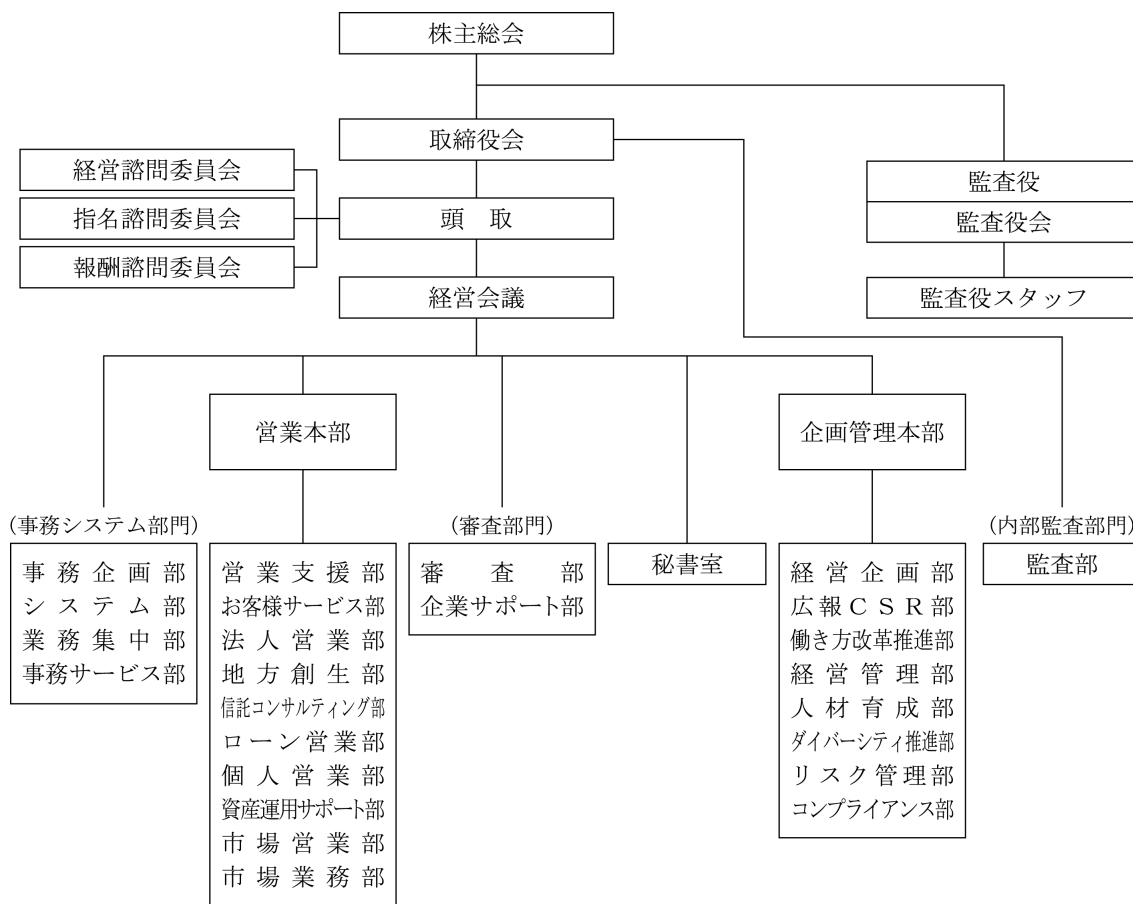 株主総会
取締役会
経営諮問委員会
指名諮問委員会
報酬諮問委員会
頭取
経営会議
監査役
監査役会
監査役スタッフ
営業本部
企画管理本部
(事務システム部門)
事務企画部
システム部
業務集中部
事務サービス部
営業支援部
お客様サービス部
法人営業部
地方創生部
信託コンサルティング部
ローン営業部
個人営業部
資産運用サポート部
市場営業部
市場業務部
(審査部門)
審査部
企業サポート部
秘書室
経営企画部
広報CSR部
働き方改革推進部
経営管理部
人材育成部
ダイバーシティ推進部
リスク管理部
コンプライアンス部
(内部監査部門)
監査部